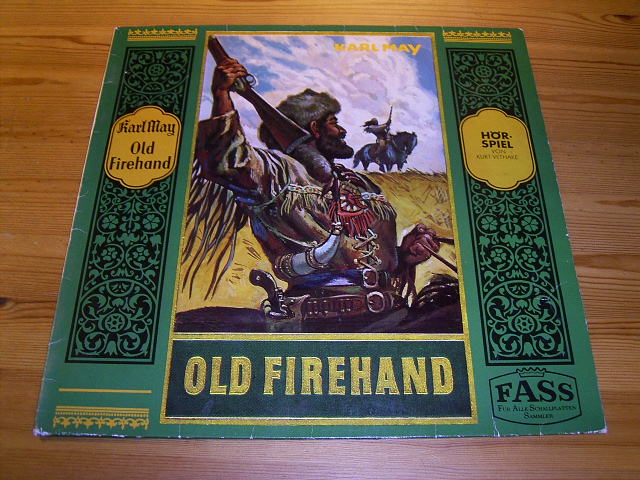 KARL MAY
Karl May
Old
Firehand
HÖR-
SPIEL
VON
KURT VETHAKE
OLD FIREHAND
FASS
FÜR ALLE SCHALLPLATTEN
SAMMLER